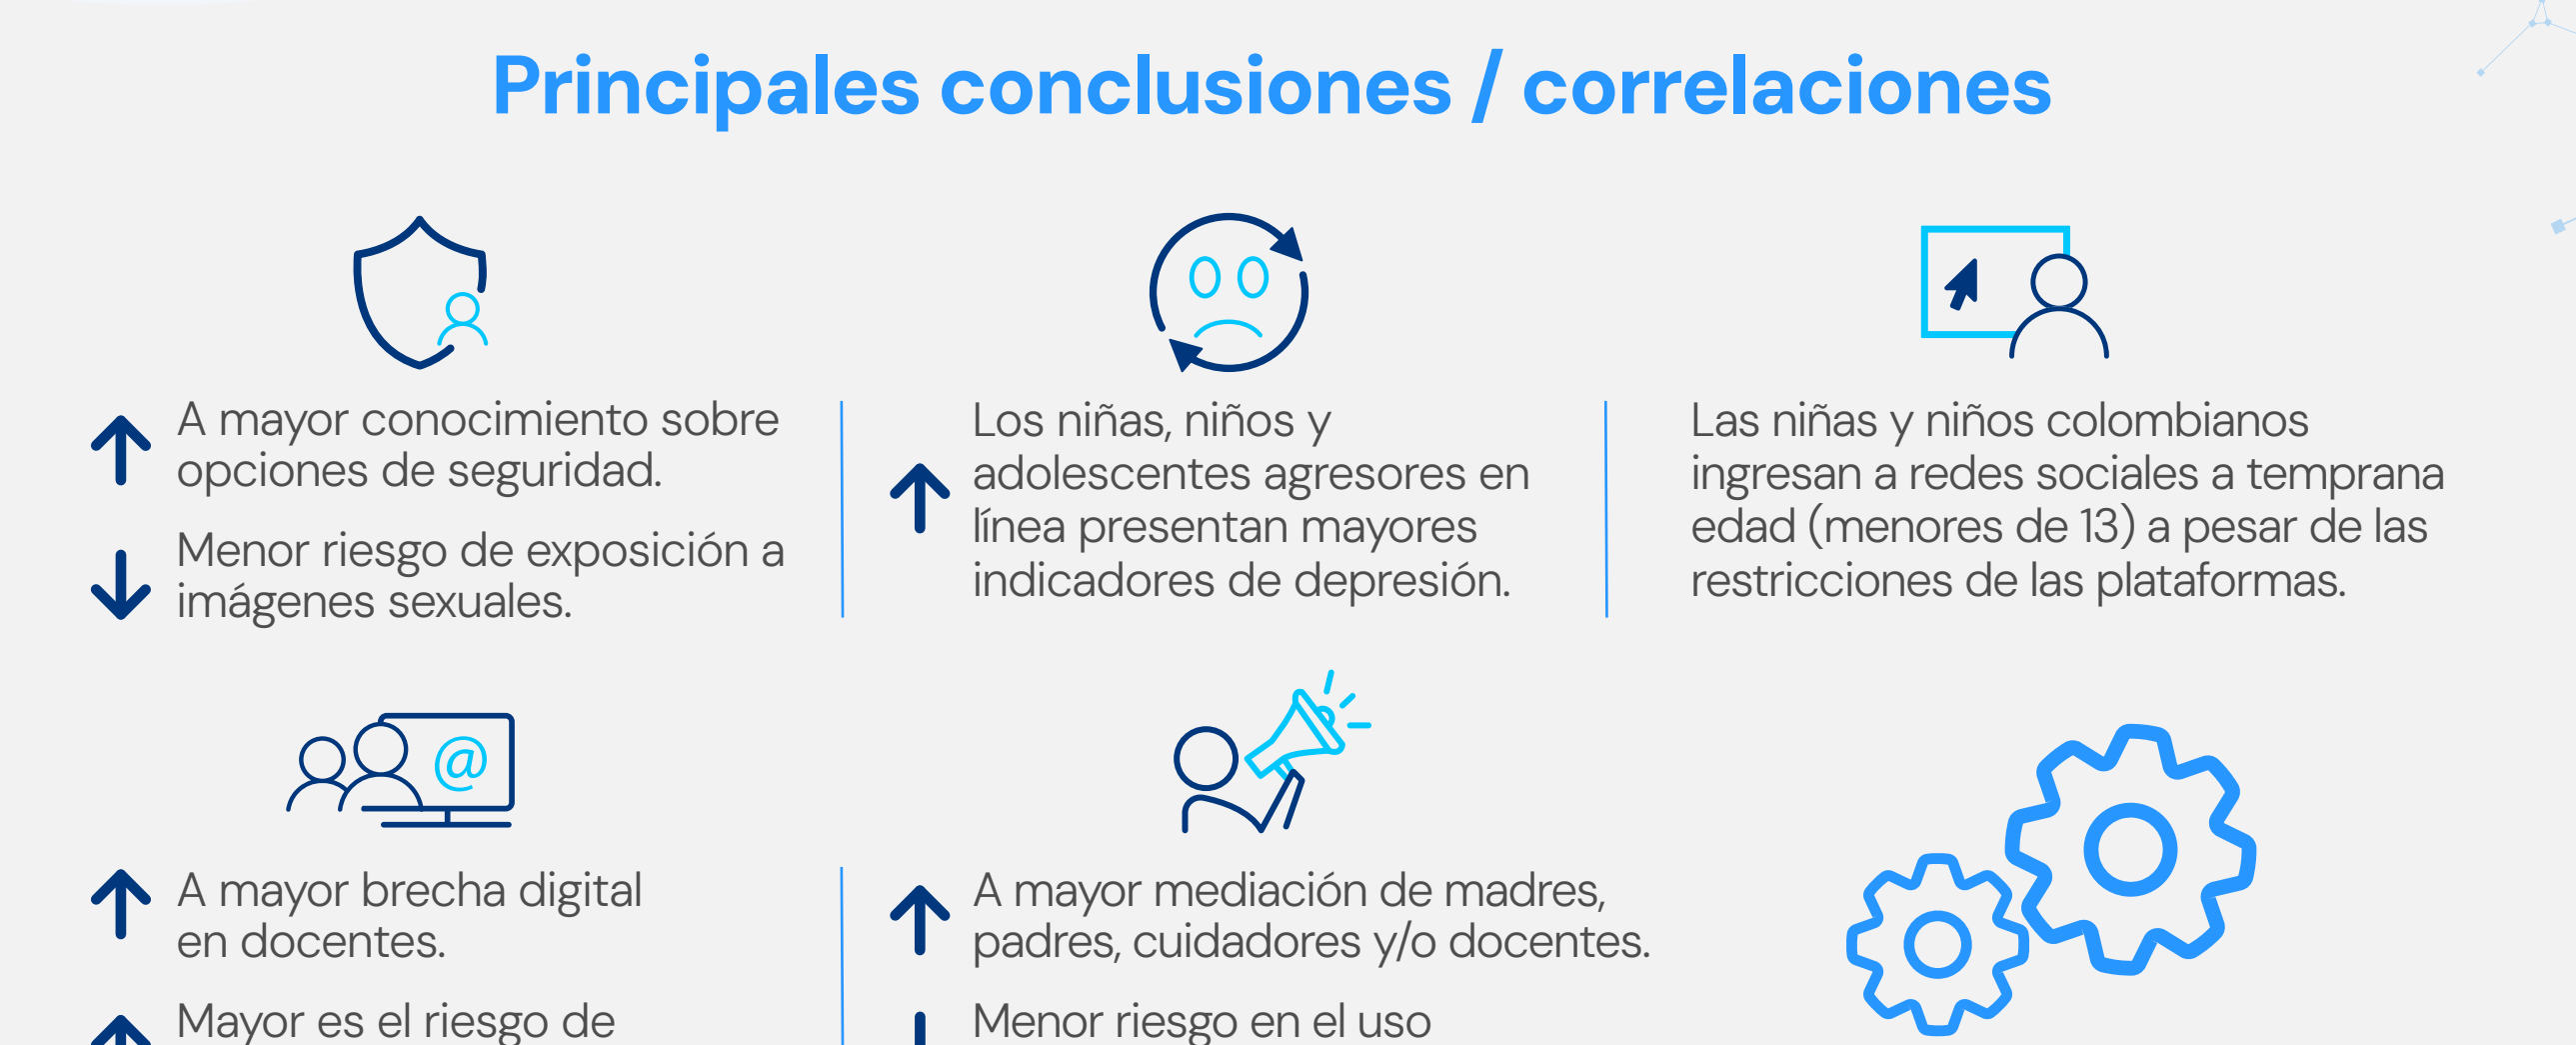 Principales conclusiones / correlaciones
A mayor conocimiento sobre
opciones de seguridad.
Menor riesgo de exposición a
imágenes sexuales.
Los niñas, niños y
adolescentes agresores en
línea presentan mayores
indicadores de depresión.
Las niñas y niños colombianos
ingresan a redes sociales a temprana
edad (menores de 13) a pesar de las
restricciones de las plataformas.
@
A mayor brecha digital
en docentes.
Mayor es el riesgo de
A mayor mediación de madres,
padres, cuidadores y/o docentes.
Menor riesgo en el uso